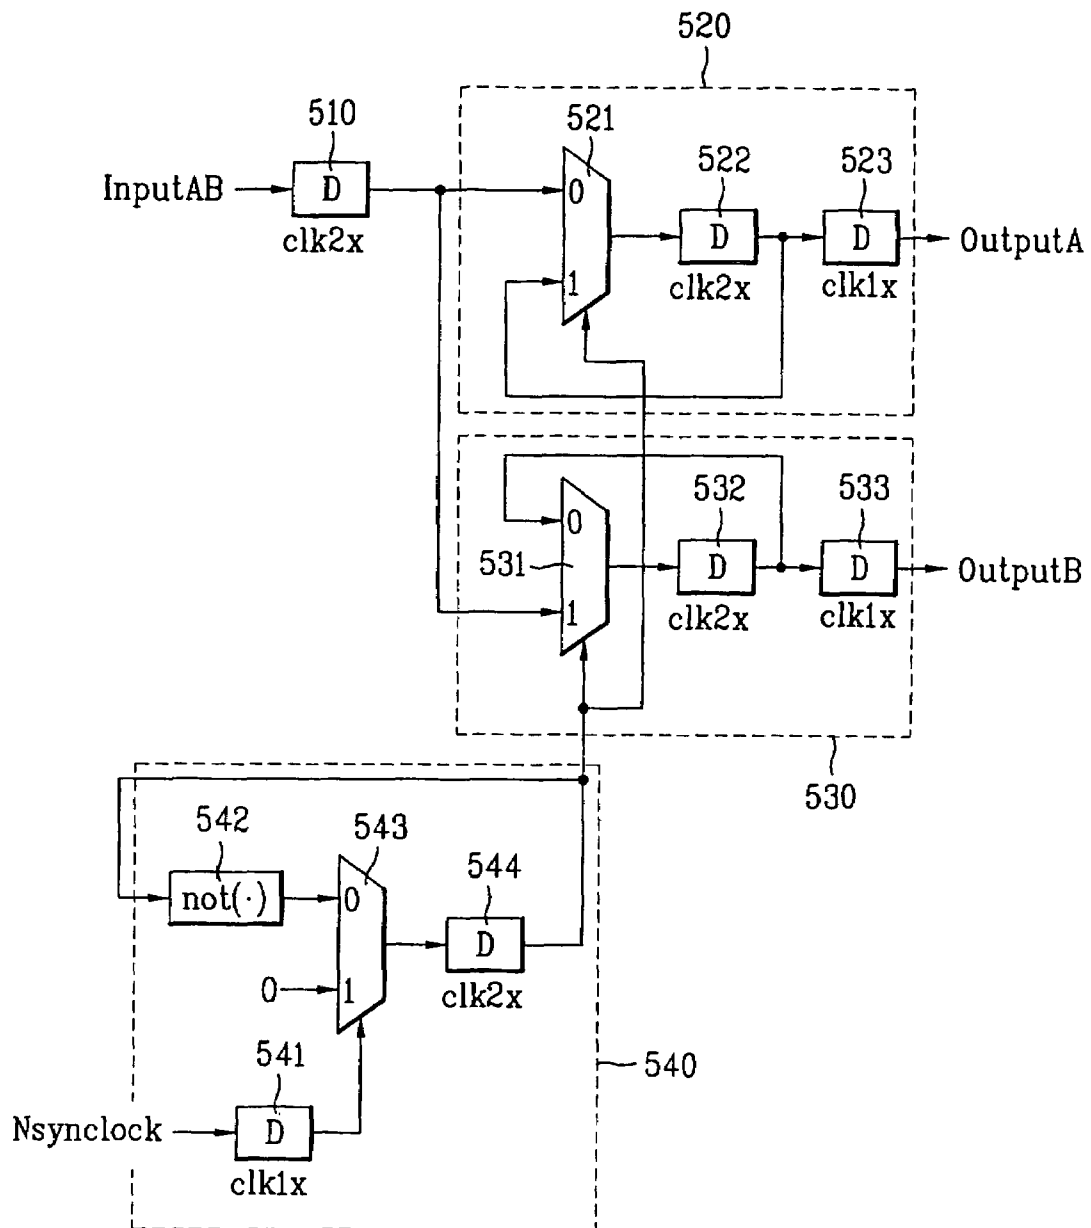 520
510
521
522
523
InputAB
D
0
D
D
OutputA
clk2x
clk2x
clk1x
1
532
533
0
531
D
D
OutputB
1
clk2x
clk1x
530
542
543
544
not(·)
0
D
0
1
clk2x
541
540
Nsynclock
D
clk1x